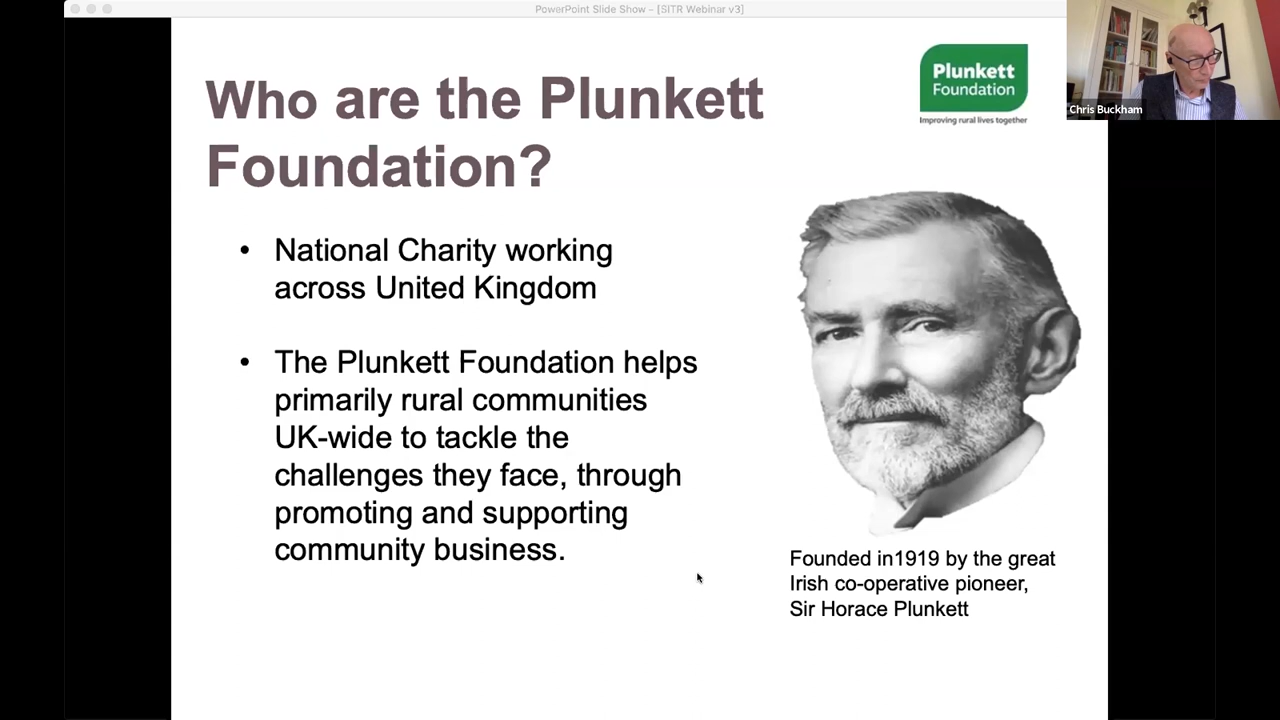 PowerPoint Slide Show - [SITR Webinar v3]
Who are the Plunkett
Foundation?
Plunkett
Foundation
Improving rural lives together
Chris Buckham
• National Charity working
across United Kingdom
• The Plunkett Foundation helps
primarily rural communities
UK-wide to tackle the
challenges they face, through
promoting and supporting
community business.
Founded in1919 by the great
Irish co-operative pioneer,
Sir Horace Plunkett